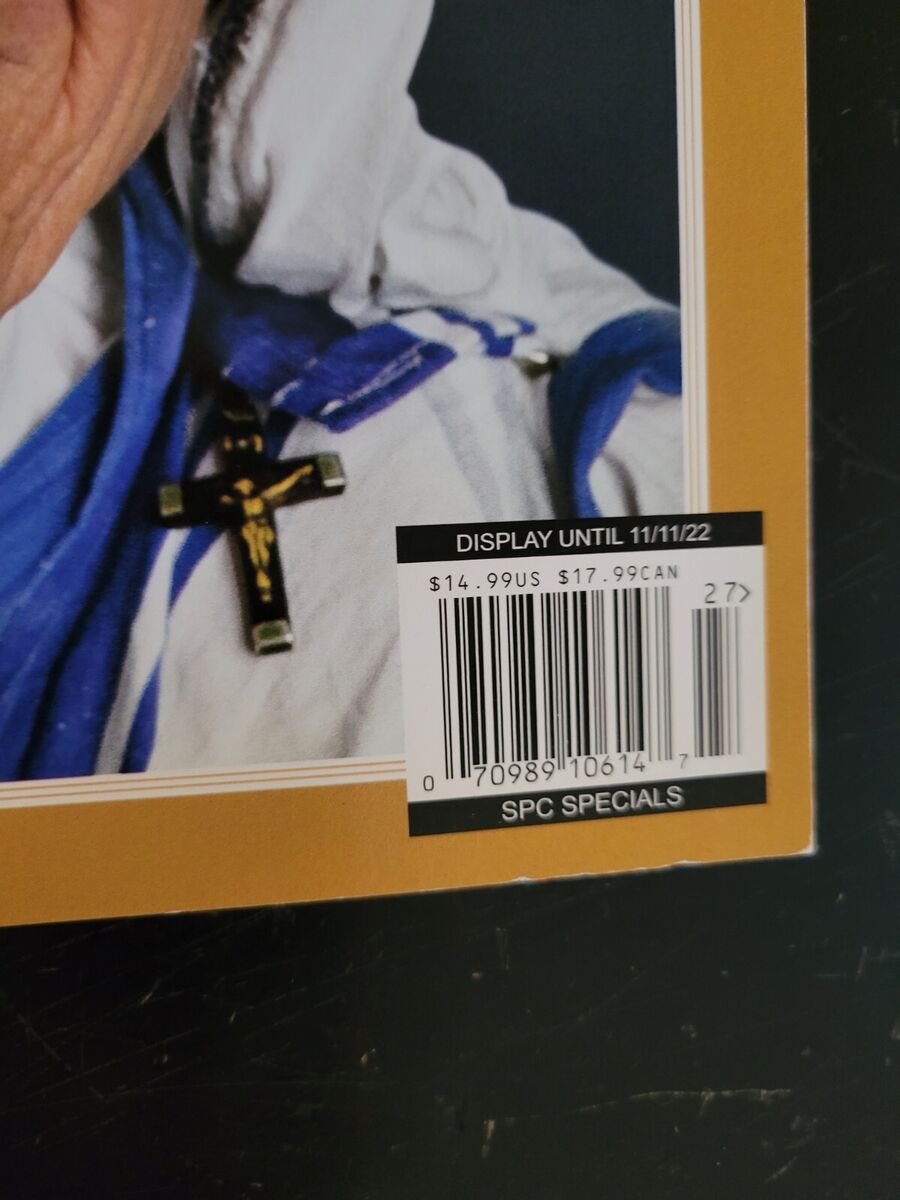 DISPLAY UNTIL 11/11/22
$14.99US $17.99CAN
27>
0 70989 10614 7
SPC SPECIALS